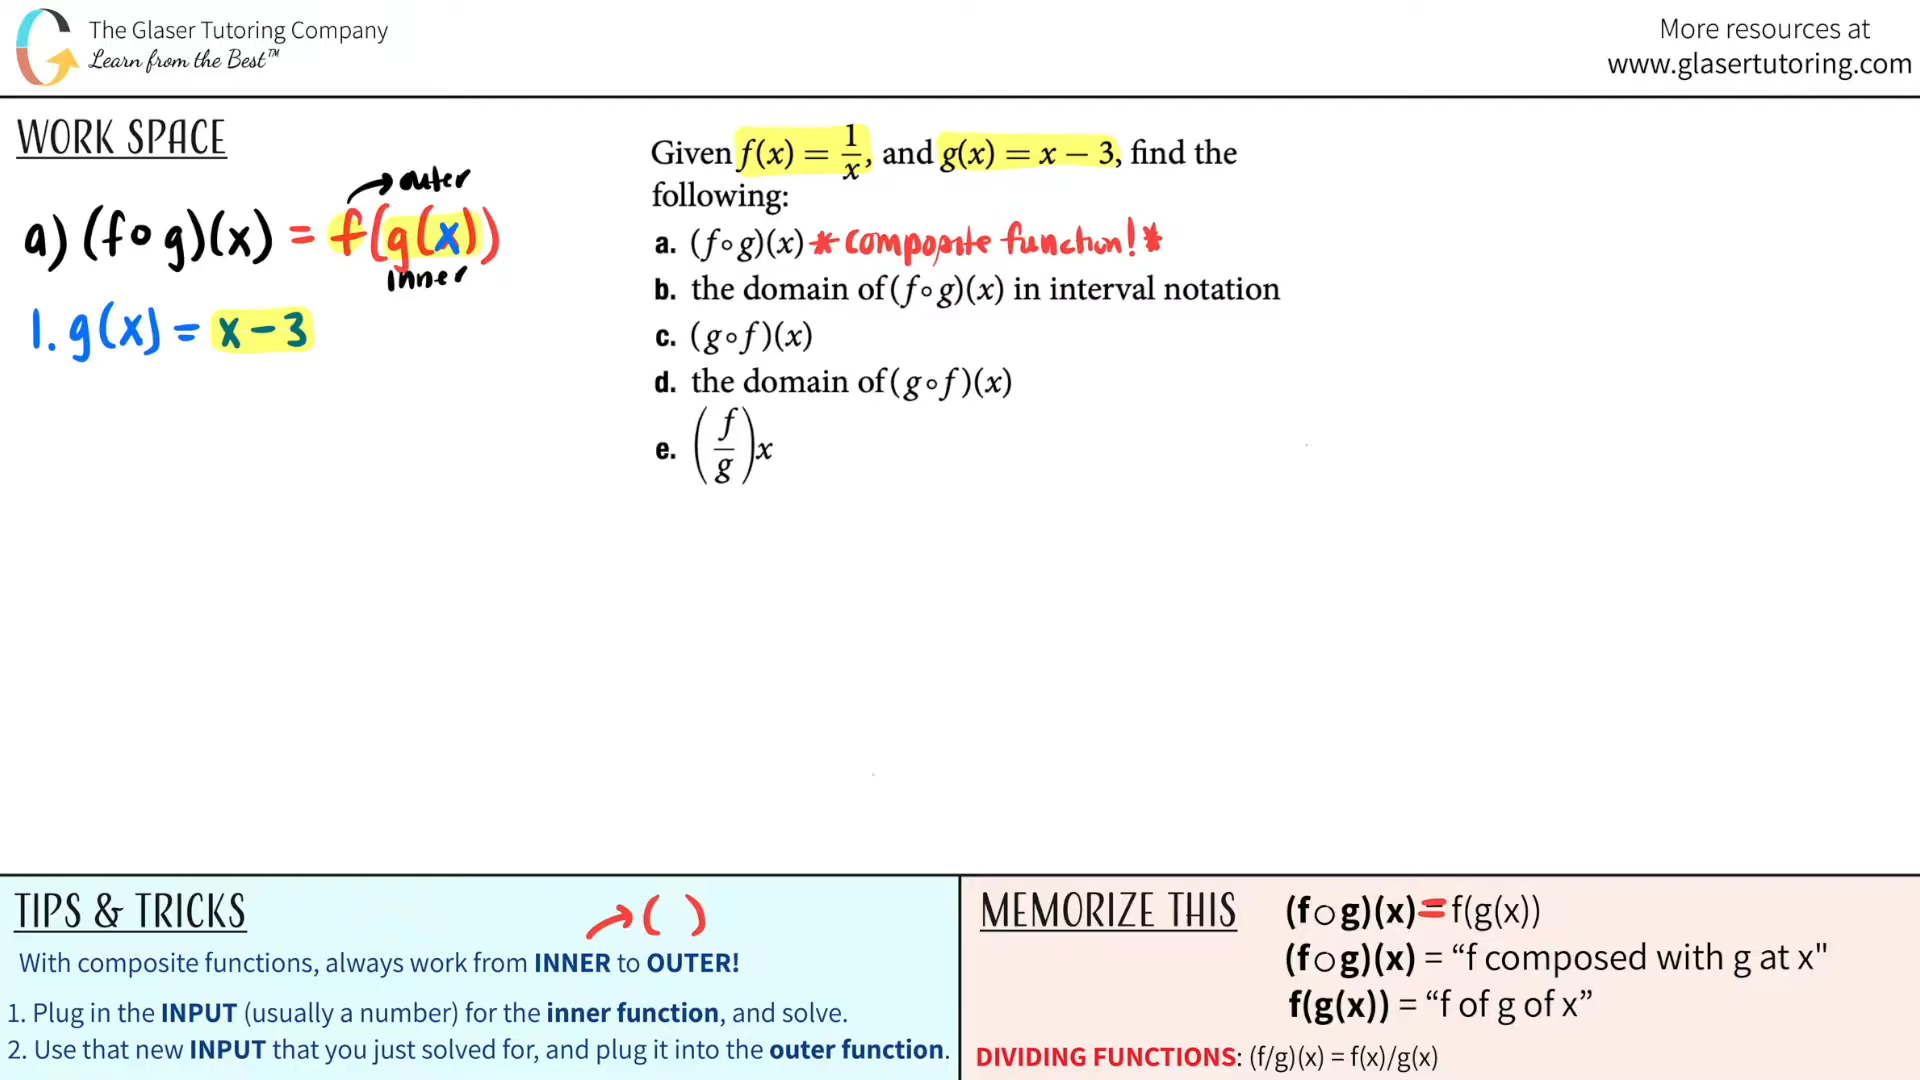 The Glaser Tutoring Company
Learn from the Best™
More resources at
www.glasertutoring.com
WORK SPACE
outer
a) (f∘g)(x) = f(g(x))
inner
1. g(x) = x − 3
Given f(x) = 1/x, and g(x) = x − 3, find the
following:
a. (f∘g)(x) * composite function! *
b. the domain of (f∘g)(x) in interval notation
c. (g∘f)(x)
d. the domain of (g∘f)(x)
e. (f/g)x
TIPS & TRICKS
→ ( )
With composite functions, always work from INNER to OUTER!
1. Plug in the INPUT (usually a number) for the inner function, and solve.
2. Use that new INPUT that you just solved for, and plug it into the outer function.
MEMORIZE THIS
(f○g)(x) = f(g(x))
(f○g)(x) = “f composed with g at x"
f(g(x)) = “f of g of x”
DIVIDING FUNCTIONS: (f/g)(x) = f(x)/g(x)